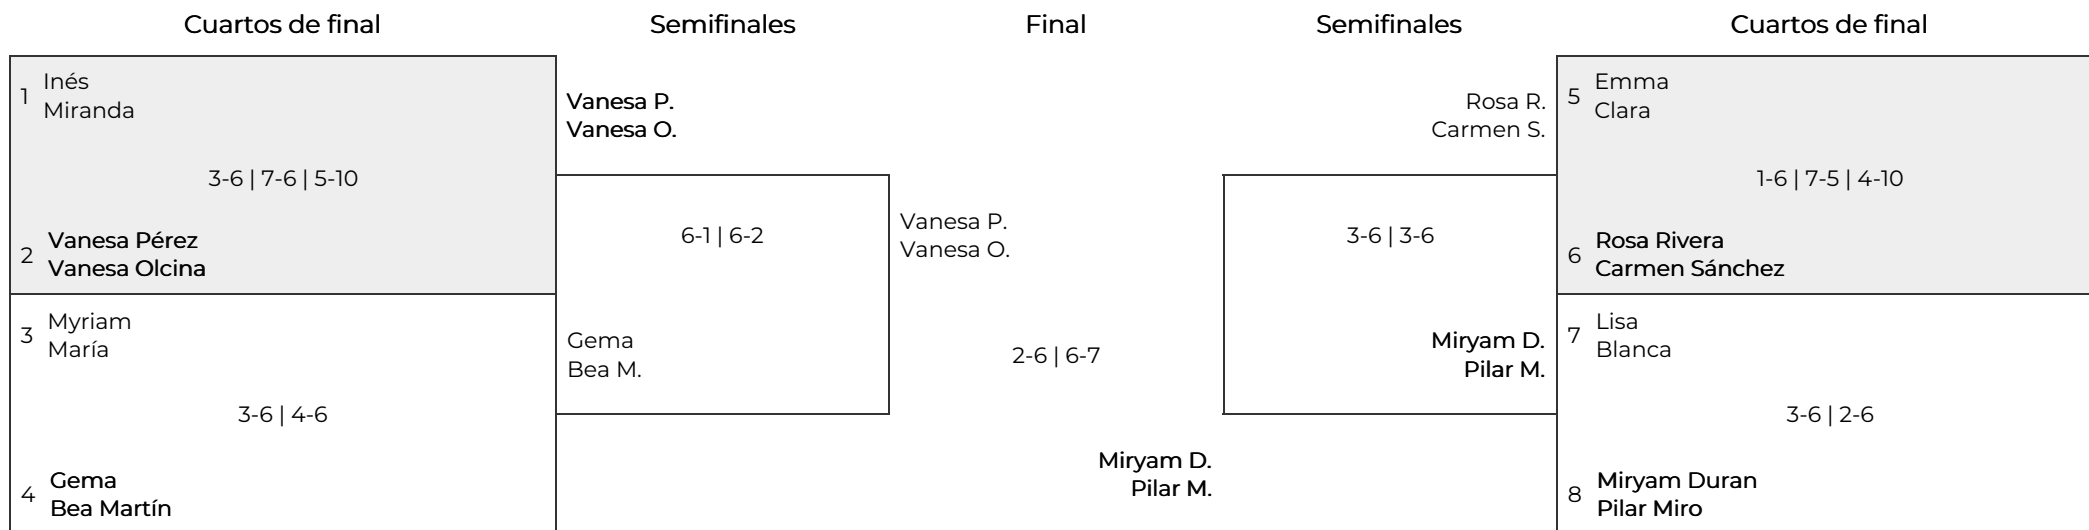 Cuartos de final
Semifinales
Final
Semifinales
Cuartos de final
1
Inés
Miranda
3-6 | 7-6 | 5-10
2
Vanesa Pérez
Vanesa Olcina
3
Myriam
María
3-6 | 4-6
4
Gema
Bea Martín
Vanesa P.
Vanesa O.
6-1 | 6-2
Gema
Bea M.
Vanesa P.
Vanesa O.
2-6 | 6-7
Miryam D.
Pilar M.
Rosa R.
Carmen S.
3-6 | 3-6
Miryam D.
Pilar M.
5
Emma
Clara
1-6 | 7-5 | 4-10
6
Rosa Rivera
Carmen Sánchez
7
Lisa
Blanca
3-6 | 2-6
8
Miryam Duran
Pilar Miro